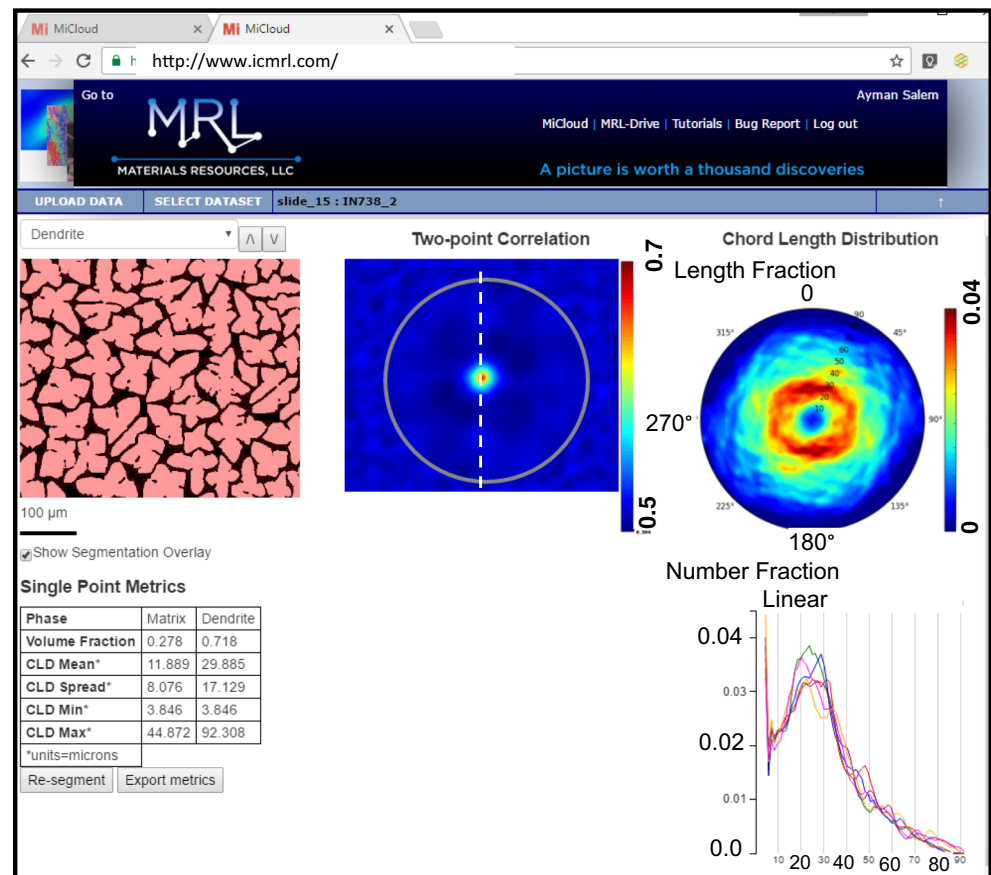 MiCloud
MiCloud
http://www.icmrl.com/
Go to
Ayman Salem
MRL
MATERIALS RESOURCES, LLC
MiCloud | MRL-Drive | Tutorials | Bug Report | Log out
A picture is worth a thousand discoveries
UPLOAD DATA SELECT DATASET slide_15 : IN738_2 ↑
Dendrite
Two-point Correlation
0.7
0.5
Chord Length Distribution
Length Fraction
0
315°
45°
270°
90°
225°
135°
180°
90
60
50
40
30
20
10
0.04
0
100 µm
Show Segmentation Overlay
Single Point Metrics
Phase Matrix Dendrite
Volume Fraction 0.278 0.718
CLD Mean* 11.889 29.885
CLD Spread* 8.076 17.129
CLD Min* 3.846 3.846
CLD Max* 44.872 92.308
*units=microns
Re-segment Export metrics
Number Fraction
Linear
0.04
0.03
0.02
0.01
0.0
10 20 30 40 50 60 70 80 90